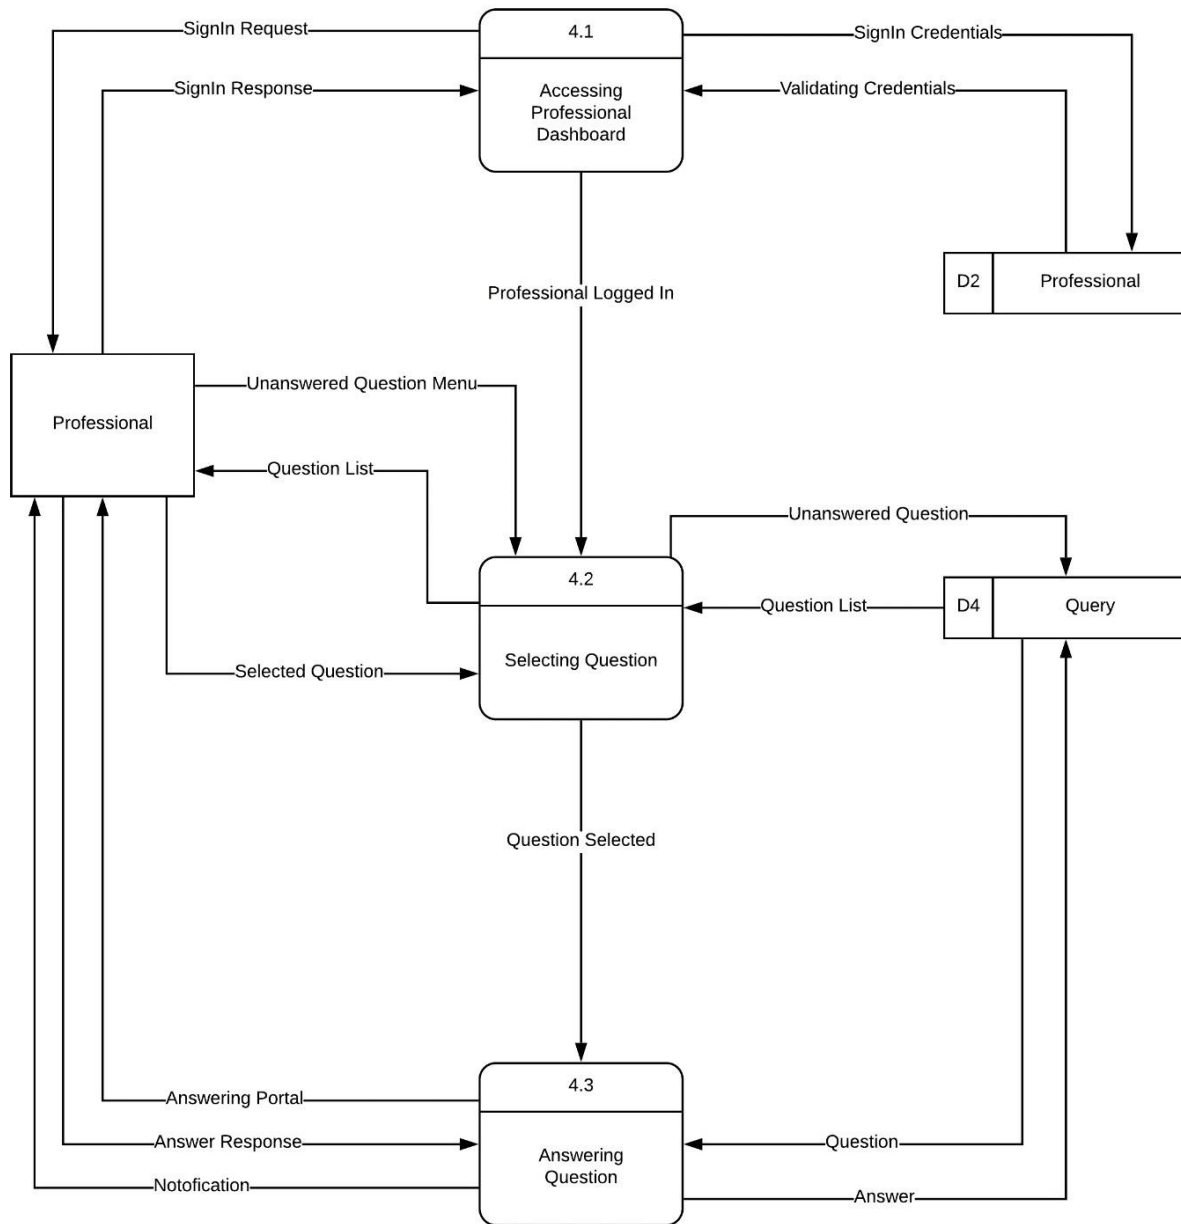 SignIn Request
4.1
SignIn Credentials
SignIn Response
Accessing
Professional
Dashboard
Validating Credentials
D2
Professional
Professional Logged In
Unanswered Question Menu
Professional
Question List
Unanswered Question
4.2
Question List
D4
Query
Selecting Question
Selected Question
Question Selected
4.3
Answering Portal
Answer Response
Answering
Question
Question
Notofication
Answer